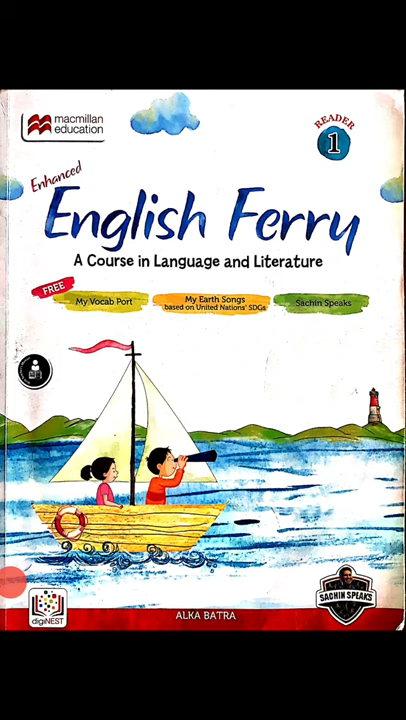 macmillan
education
READER
1
Enhanced
English Ferry
A Course in Language and Literature
FREE
My Vocab Port
My Earth Songs
based on United Nations' SDGs
Sachin Speaks
digiNEST
ALKA BATRA
SACHIN SPEAKS